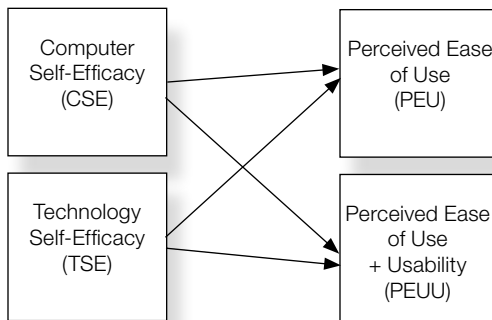 Computer
Self-Efficacy
(CSE)
Perceived Ease
of Use
(PEU)
Technology
Self-Efficacy
(TSE)
Perceived Ease
of Use
+ Usability
(PEUU)